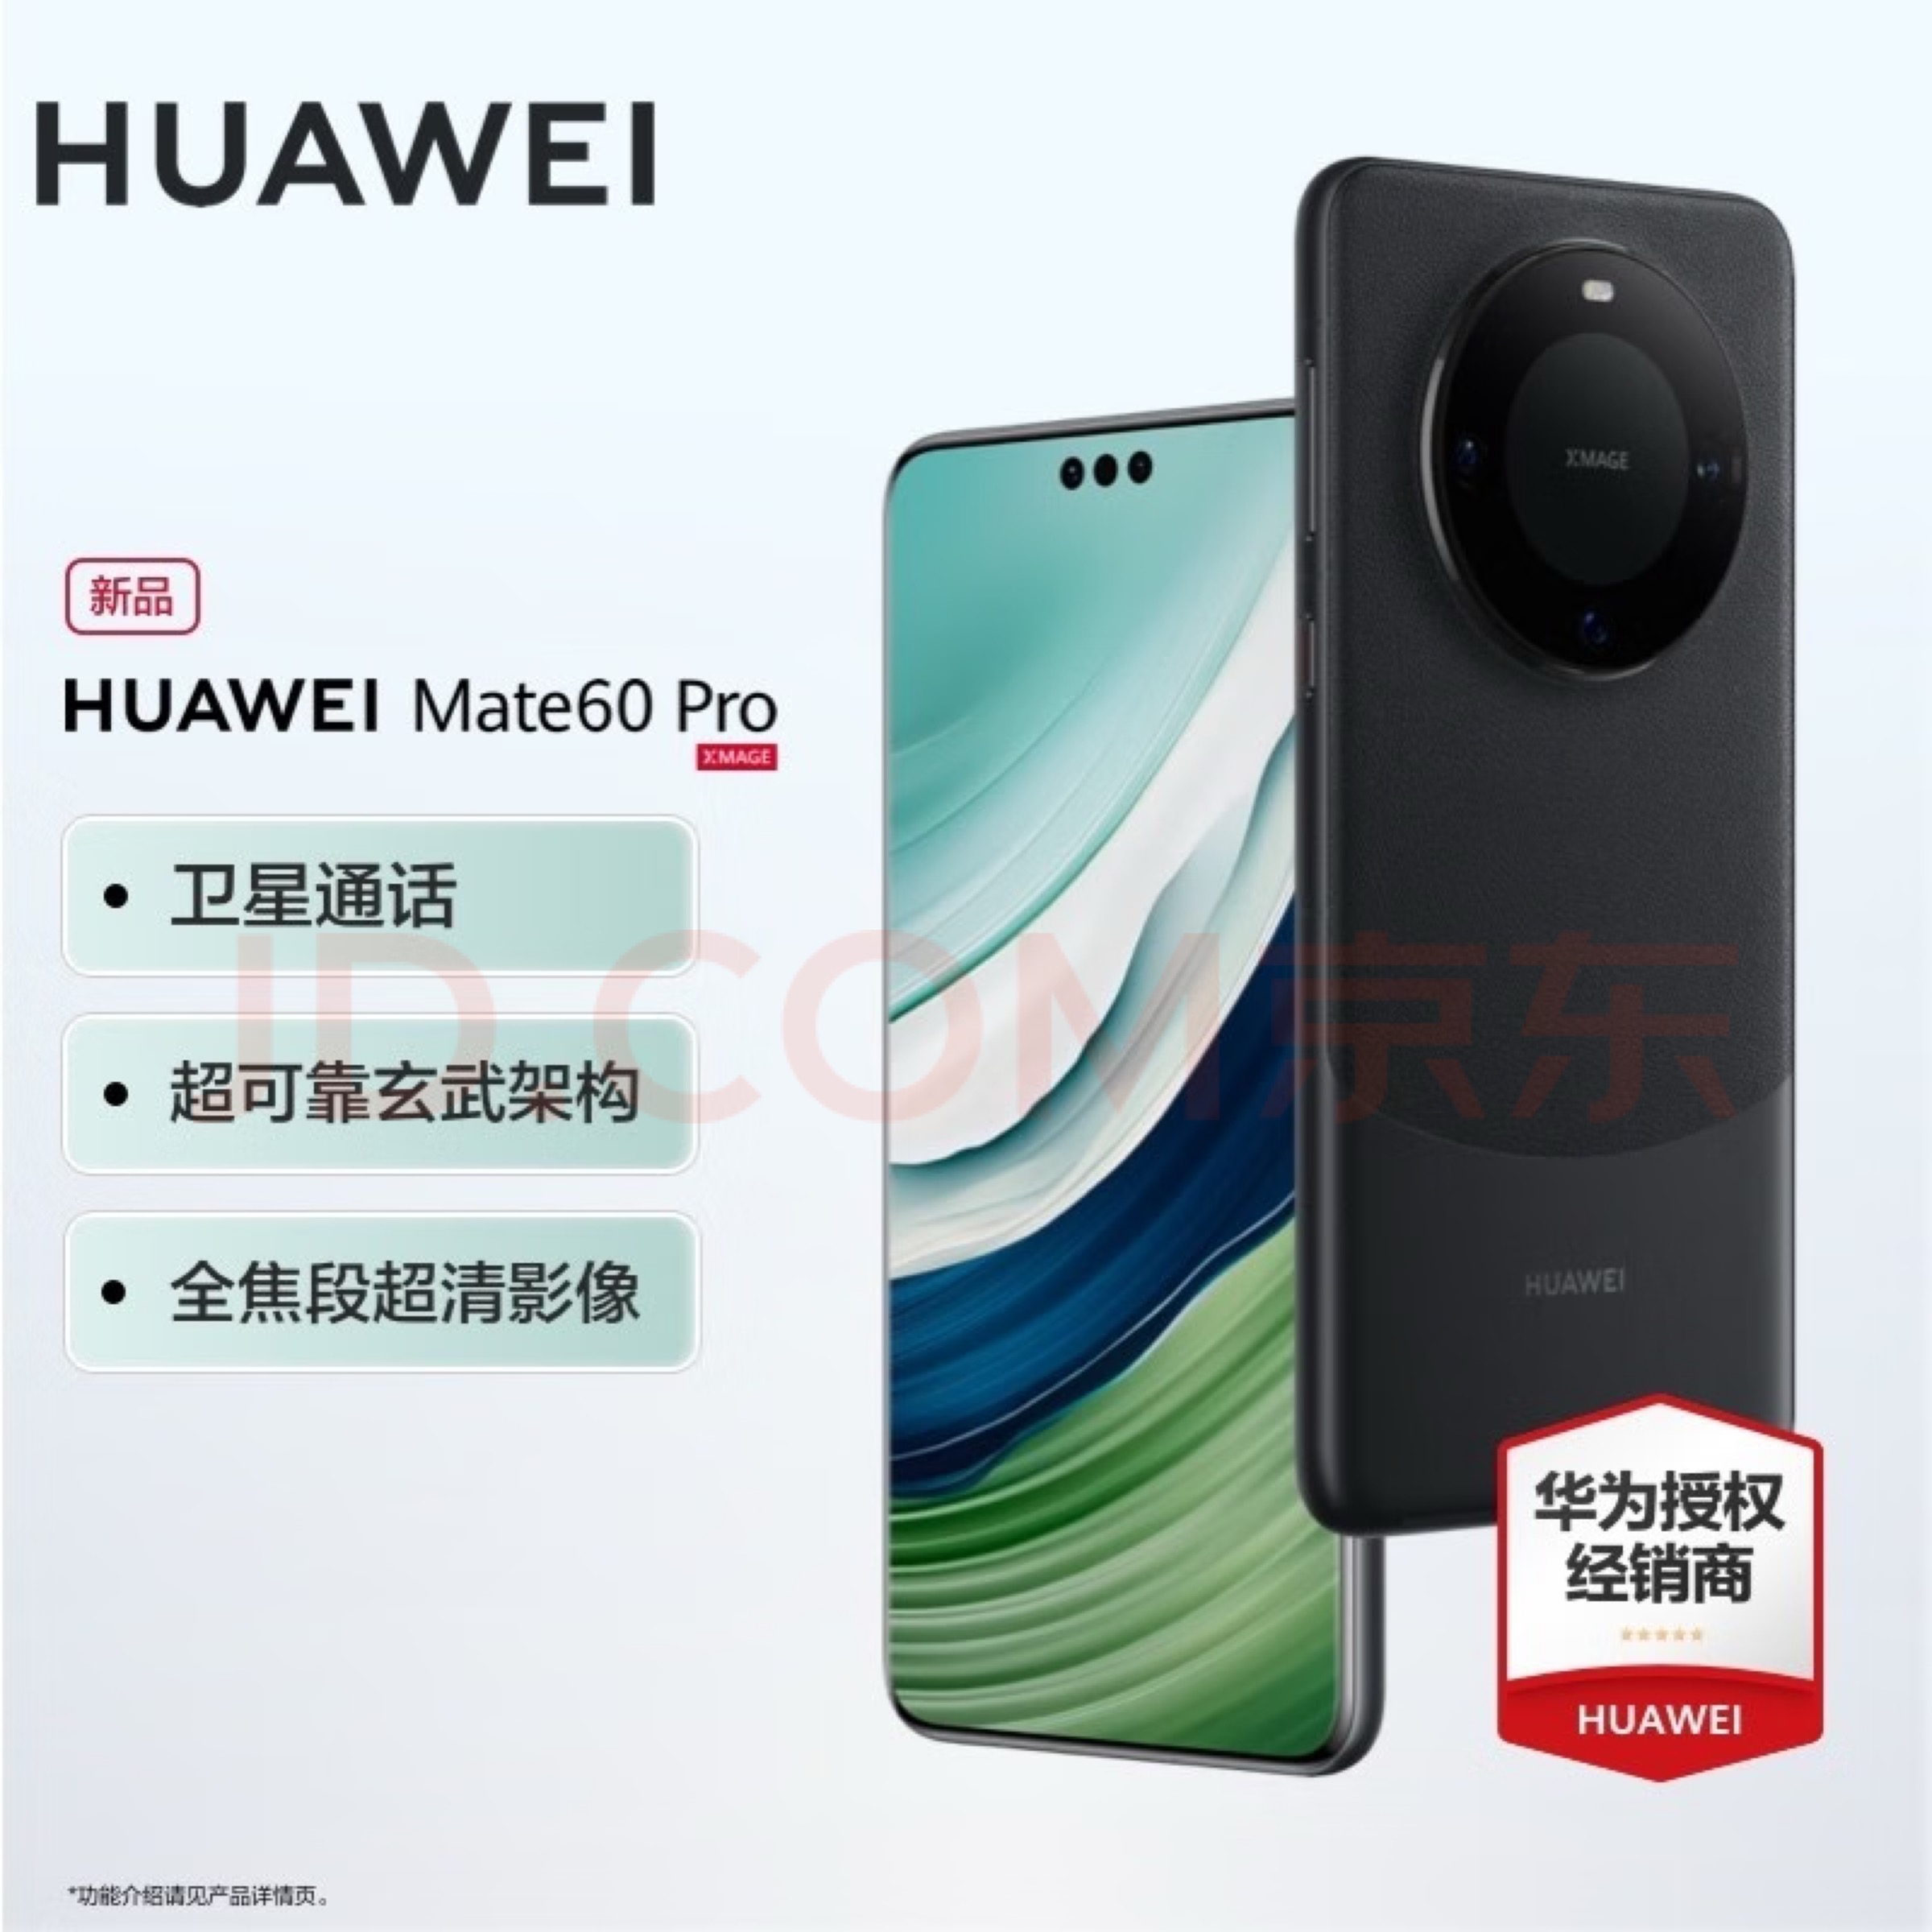 HUAWEI
XMAGE
新品
HUAWEI Mate60 Pro
XMAGE
• 卫星通话
JD.COM京东
• 超可靠玄武架构
• 全焦段超清影像
HUAWEI
华为授权
经销商
HUAWEI
*功能介绍请见产品详情页。